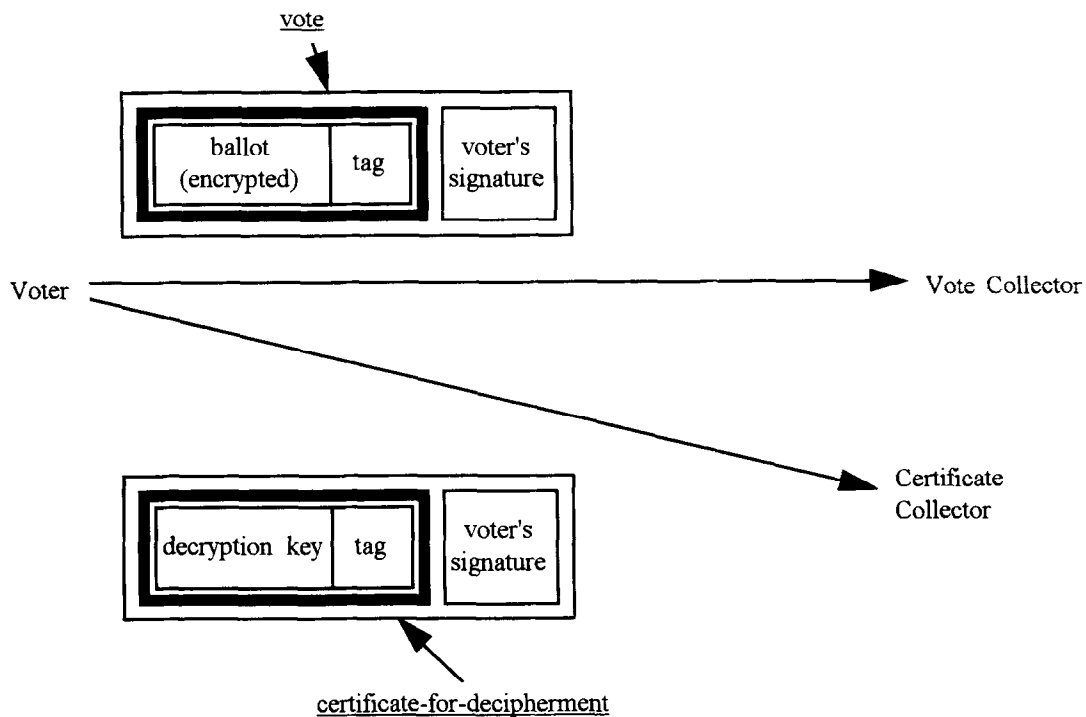 vote
ballot
(encrypted)
tag
voter's
signature
Voter
Vote Collector
Certificate
Collector
decryption key
tag
voter's
signature
certificate-for-decipherment